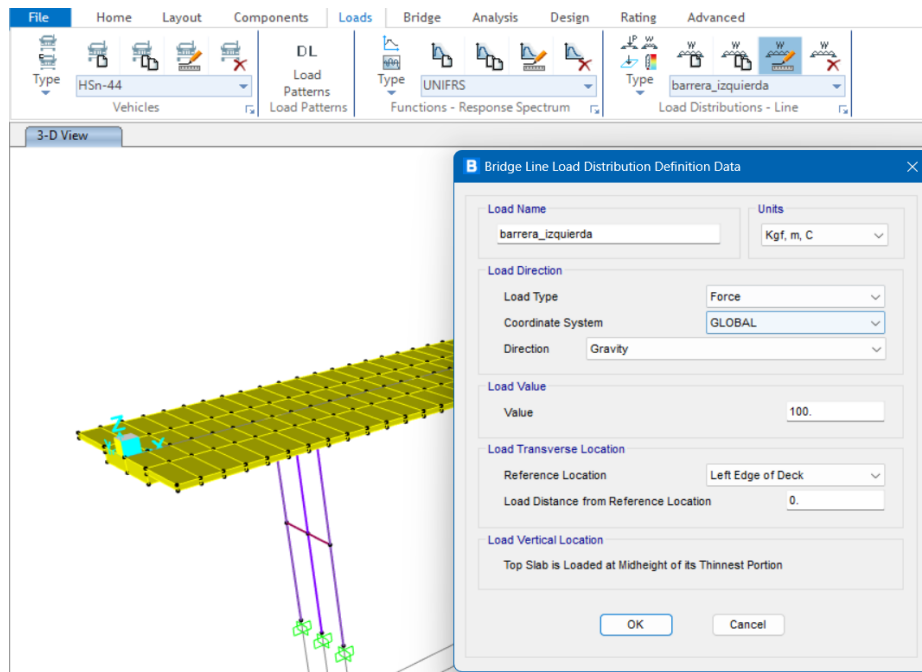 File Home Layout Components Loads Bridge Analysis Design Rating Advanced
Type
HSn-44
Vehicles
DL
Load
Patterns
Load Patterns
Type
UNIFRS
Functions - Response Spectrum
P W
Type
W W W W
barrera_izquierda
Load Distributions - Line
3-D View
Z
Y
B Bridge Line Load Distribution Definition Data
Load Name
barrera_izquierda
Units
Kgf, m, C
Load Direction
Load Type Force
Coordinate System GLOBAL
Direction Gravity
Load Value
Value 100.
Load Transverse Location
Reference Location Left Edge of Deck
Load Distance from Reference Location 0.
Load Vertical Location
Top Slab is Loaded at Midheight of its Thinnest Portion
OK Cancel